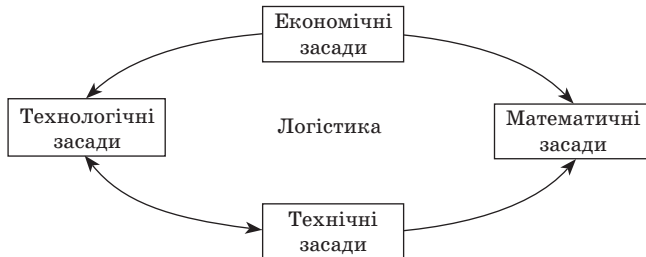 Економічні
засади
Технологічні
засади
Логістика
Математичні
засади
Технічні
засади